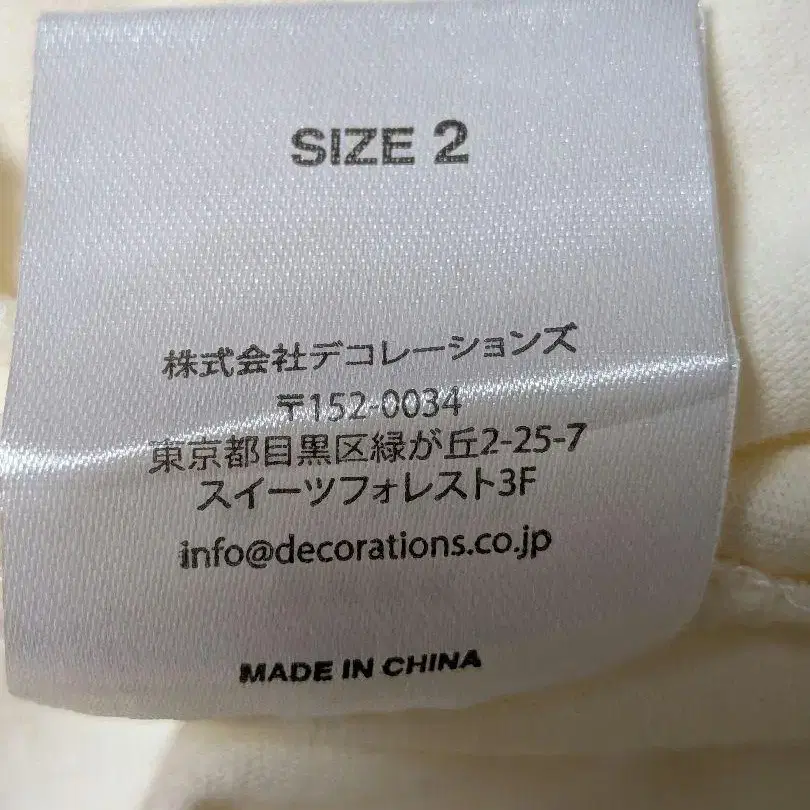 SIZE 2
株式会社デコレーションズ
〒152-0034
東京都目黒区緑が丘2-25-7
スイーツフォレスト3F
info@decorations.co.jp
MADE IN CHINA